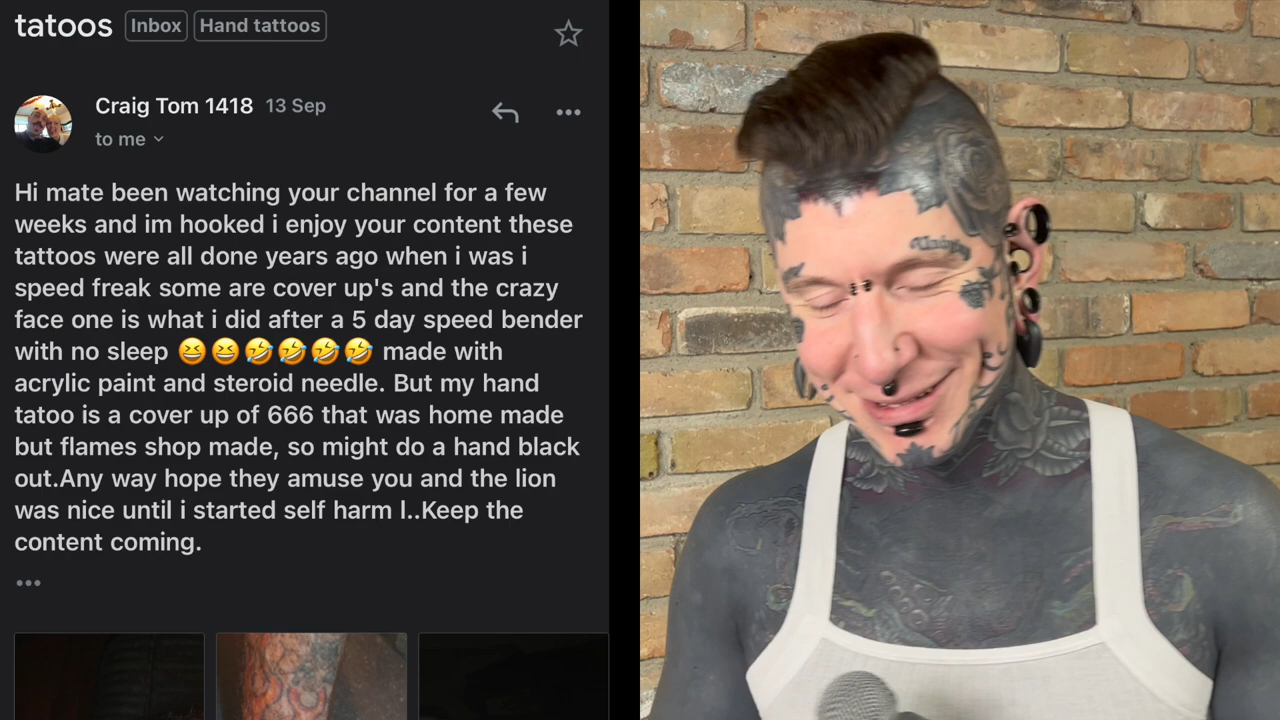 tatoos Inbox Hand tattoos
Craig Tom 1418 13 Sep
to me
Hi mate been watching your channel for a few
weeks and im hooked i enjoy your content these
tattoos were all done years ago when i was i
speed freak some are cover up's and the crazy
face one is what i did after a 5 day speed bender
with no sleep 😆😆🤣🤣🤣🤣 made with
acrylic paint and steroid needle. But my hand
tatoo is a cover up of 666 that was home made
but flames shop made, so might do a hand black
out.Any way hope they amuse you and the lion
was nice until i started self harm l..Keep the
content coming.